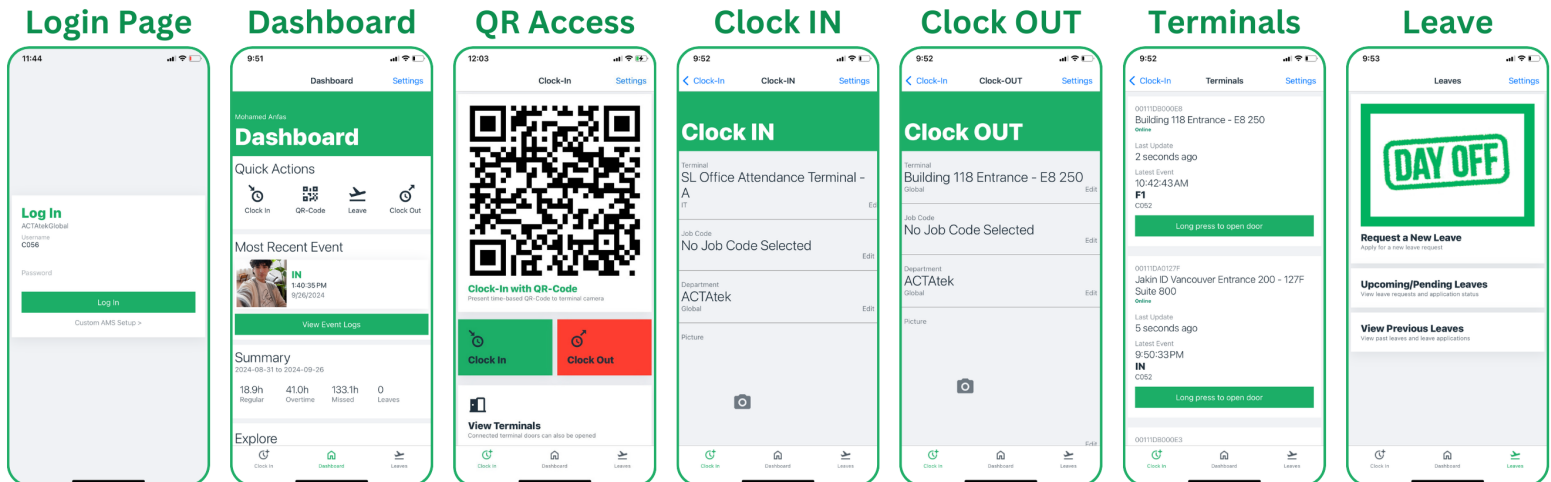 Login Page
11:44
Log In
ACTAtekGlobal
Username
C056
Password
Log In
Custom AMS Setup >
Dashboard
9:51
Dashboard
Settings
Mohamed Anfas
Dashboard
Quick Actions
Clock In
QR-Code
Leave
Clock Out
Most Recent Event
IN
1:40:35 PM
9/26/2024
View Event Logs
Summary
2024-08-31 to 2024-09-26
18.9h
Regular
41.0h
Overtime
133.1h
Missed
0
Leaves
Explore
Clock In
Dashboard
Leaves
QR Access
12:03
Clock-In
Settings
Clock-In with QR-Code
Present time-based QR-Code to terminal camera
Clock In
Clock Out
View Terminals
Connected terminal doors can also be opened
Clock In
Dashboard
Leaves
Clock IN
9:52
Clock-In
Clock-IN
Settings
Clock IN
Terminal
SL Office Attendance Terminal -
A
IT
Ed
Job Code
No Job Code Selected
Edit
Department
ACTAtek
Global
Edit
Picture
Clock In
Dashboard
Leaves
Clock OUT
9:52
Clock-In
Clock-OUT
Settings
Clock OUT
Terminal
Building 118 Entrance - E8 250
Global
Edit
Job Code
No Job Code Selected
Edit
Department
ACTAtek
Global
Edit
Picture
Edit
Clock In
Dashboard
Leaves
Terminals
9:52
Clock-In
Terminals
Settings
00111D8000E8
Building 118 Entrance - E8 250
Online
Last Update
2 seconds ago
Latest Event
10:42:43 AM
F1
C052
Long press to open door
00111DA0127F
Jakin ID Vancouver Entrance 200 - 127F
Suite 800
Online
Last Update
5 seconds ago
Latest Event
9:50:33 PM
IN
C052
Long press to open door
00111D8000E3
Clock In
Dashboard
Leaves
Leave
9:53
Leaves
Settings
DAY OFF
Request a New Leave
Apply for a new leave request
Upcoming/Pending Leaves
View leave requests and application status
View Previous Leaves
View past leaves and leave applications
Clock In
Dashboard
Leaves